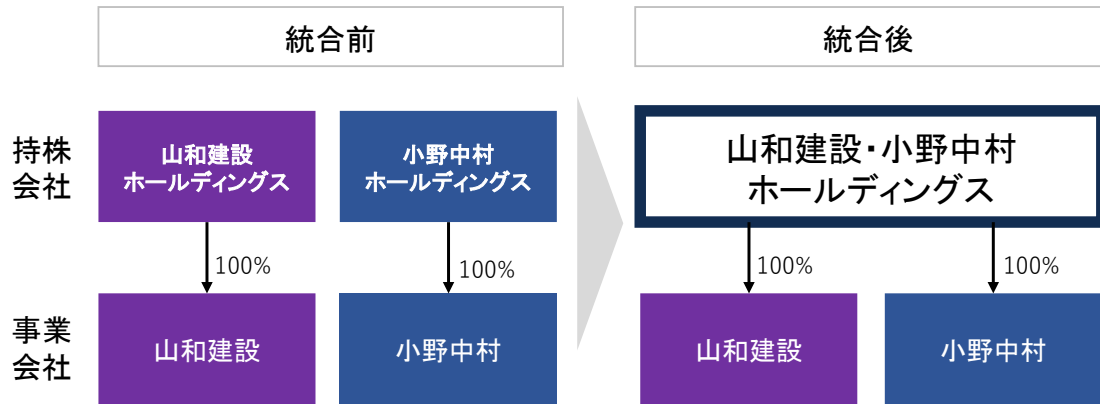 統合前
統合後
持株
会社
山和建設
ホールディングス
小野中村
ホールディングス
山和建設・小野中村
ホールディングス
100%
100%
100%
100%
事業
会社
山和建設
小野中村
山和建設
小野中村